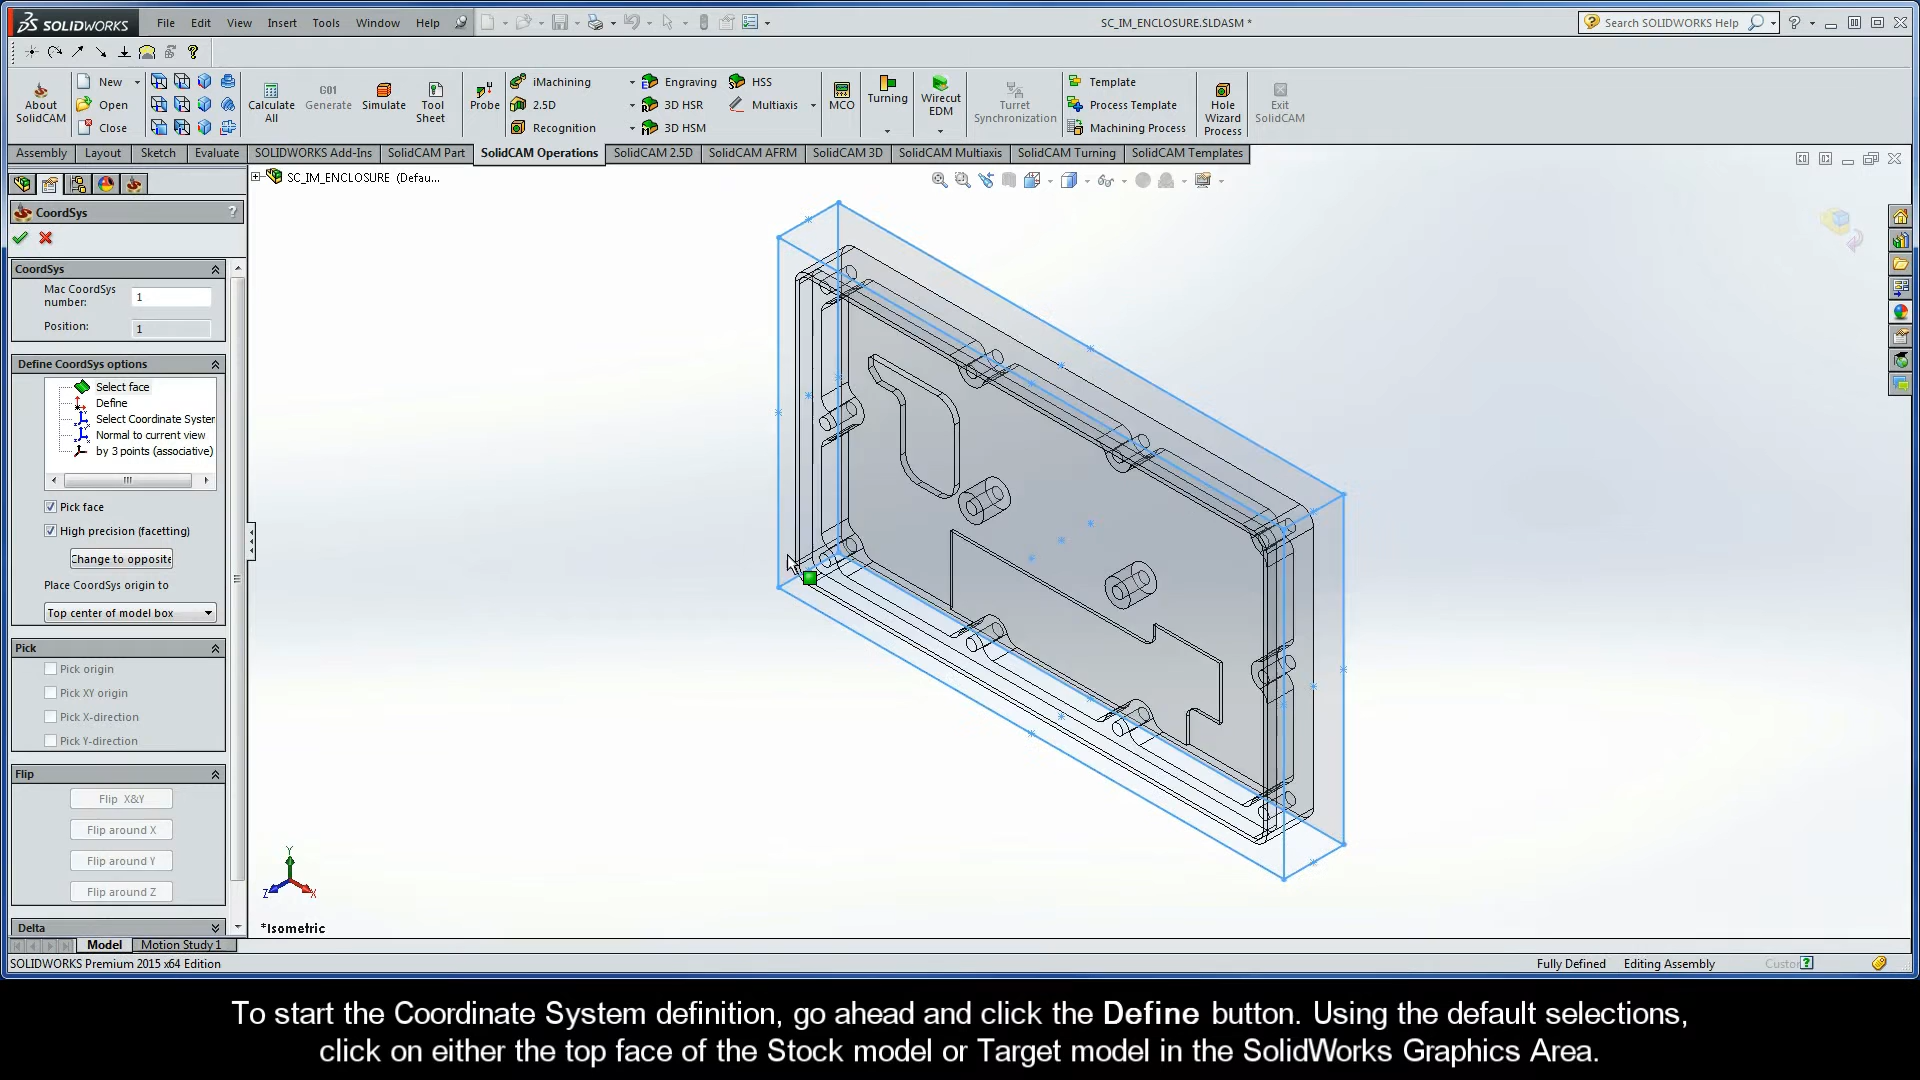 SOLIDWORKS File Edit View Insert Tools Window Help SC_IM_ENCLOSURE.SLDASM * Search SOLIDWORKS Help
New Open Close
About SolidCAM
Calculate All
G01 Generate
Simulate
Tool Sheet
Probe
iMachining
2.5D
Recognition
Engraving
3D HSR
3D HSM
HSS
Multiaxis
MCO
Turning
Wirecut EDM
Turret Synchronization
Template
Process Template
Machining Process
Hole Wizard Process
Exit SolidCAM
Assembly Layout Sketch Evaluate SOLIDWORKS Add-Ins SolidCAM Part SolidCAM Operations SolidCAM 2.5D SolidCAM AFRM SolidCAM 3D SolidCAM Multiaxis SolidCAM Turning SolidCAM Templates
SC_IM_ENCLOSURE (Defau...
CoordSys ?
CoordSys
Mac CoordSys number: 1
Position: 1
Define CoordSys options
Select face
Define
Select Coordinate System
Normal to current view
by 3 points (associative)
Pick face
High precision (facetting)
Change to opposite
Place CoordSys origin to
Top center of model box
Pick
Pick origin
Pick XY origin
Pick X-direction
Pick Y-direction
Flip
Flip X&Y
Flip around X
Flip around Y
Flip around Z
Delta
Y
Z X
*Isometric
Model Motion Study 1
SOLIDWORKS Premium 2015 x64 Edition Fully Defined Editing Assembly Custo
To start the Coordinate System definition, go ahead and click the Define button. Using the default selections,
click on either the top face of the Stock model or Target model in the SolidWorks Graphics Area.